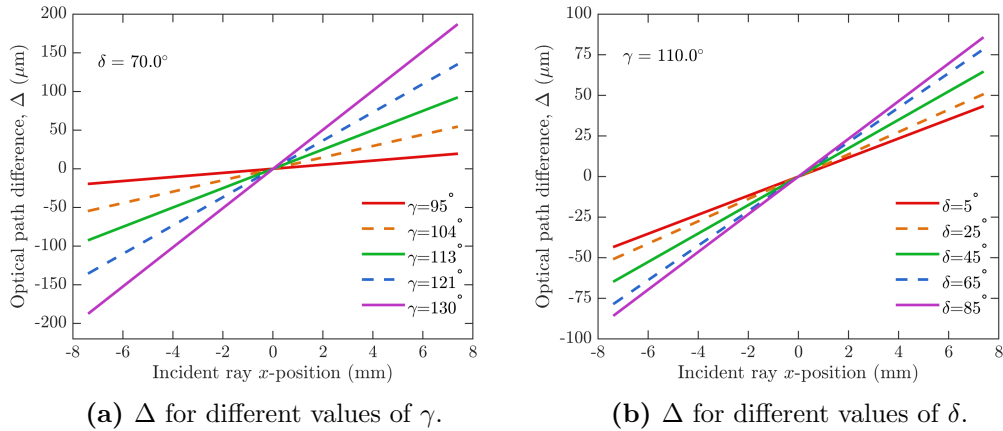 δ = 70.0°
Optical path difference, Δ (μm)
200
150
100
50
0
-50
-100
-150
-200
γ=95°
γ=104°
γ=113°
γ=121°
γ=130°
-8 -6 -4 -2 0 2 4 6 8
Incident ray x-position (mm)
(a) Δ for different values of γ.
γ = 110.0°
Optical path difference, Δ (μm)
100
75
50
25
0
-25
-50
-75
-100
δ=5°
δ=25°
δ=45°
δ=65°
δ=85°
-8 -6 -4 -2 0 2 4 6 8
Incident ray x-position (mm)
(b) Δ for different values of δ.